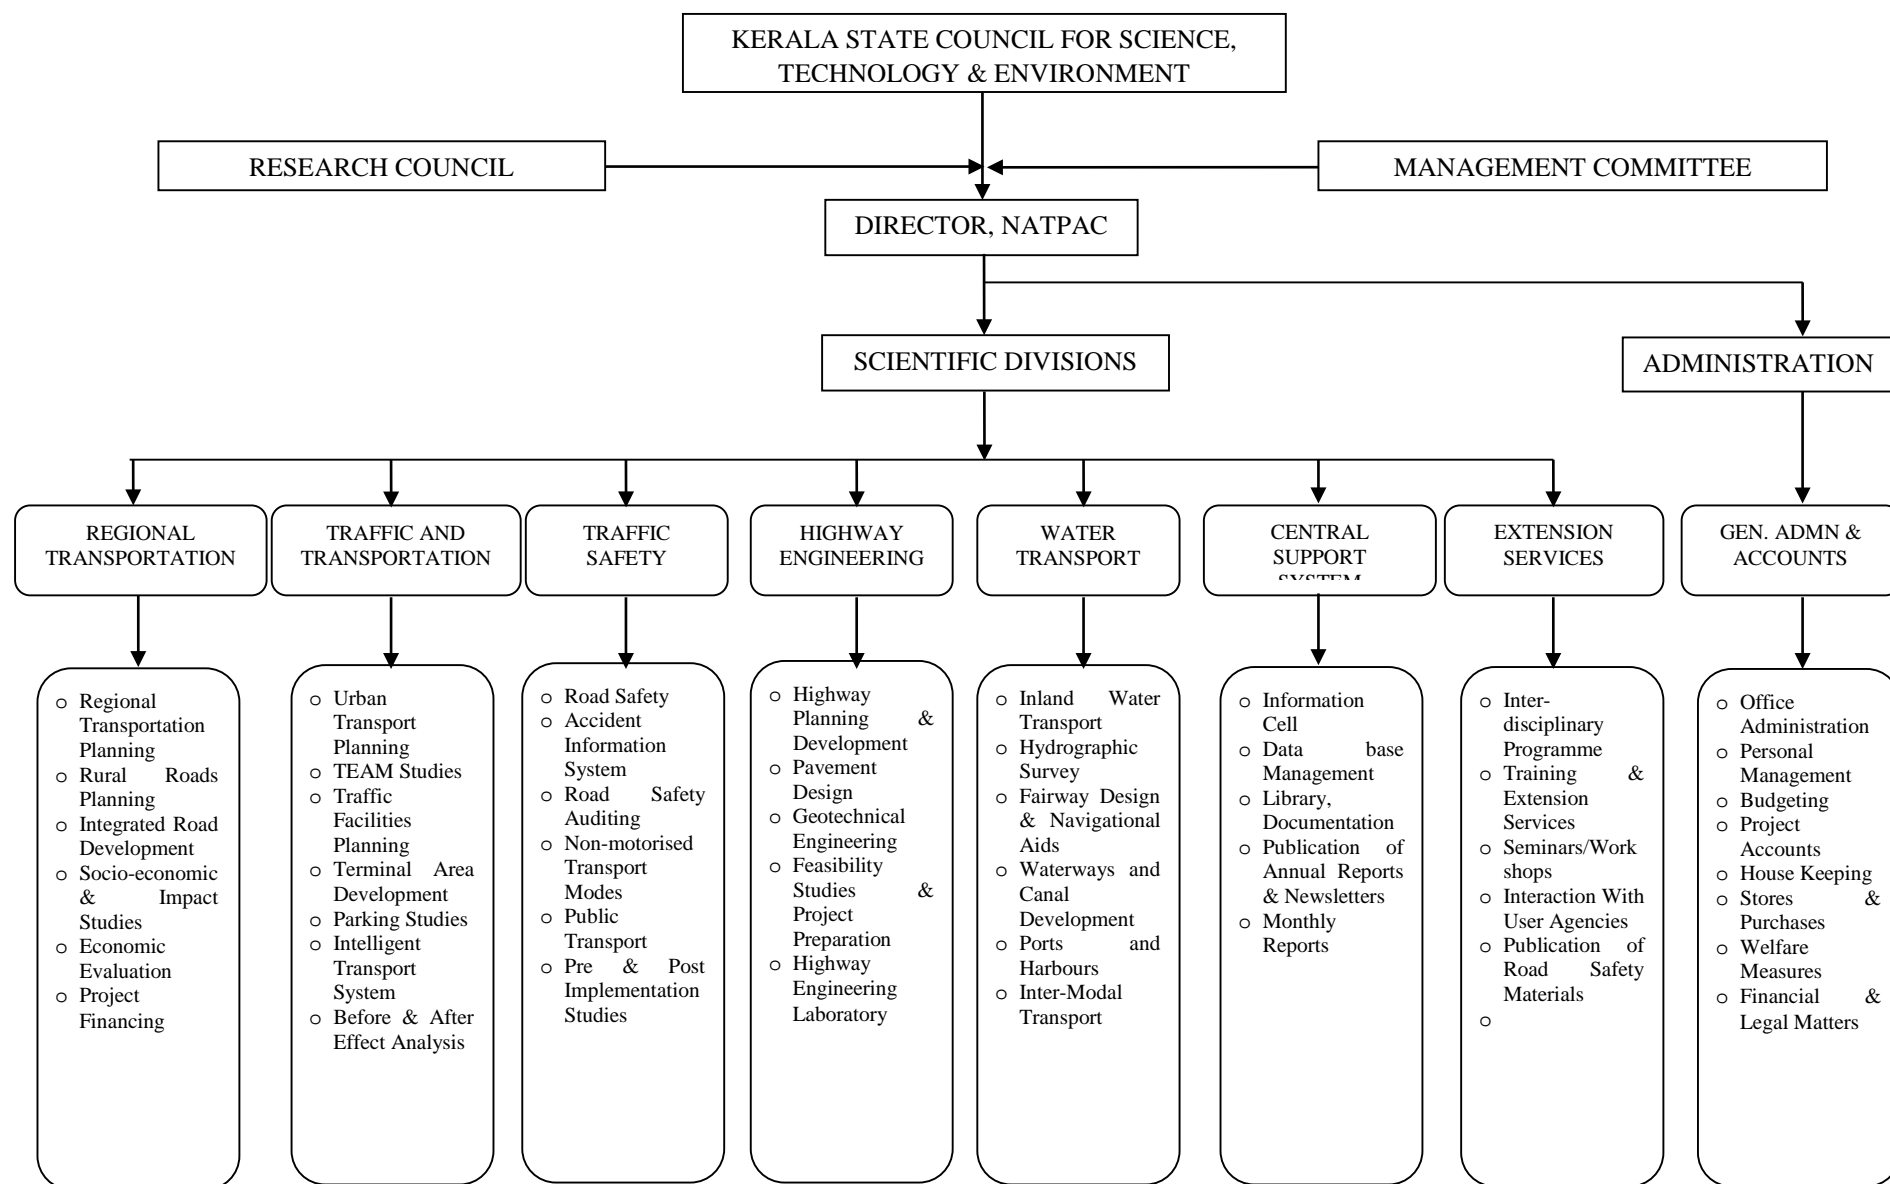 KERALA STATE COUNCIL FOR SCIENCE,
TECHNOLOGY & ENVIRONMENT
RESEARCH COUNCIL
MANAGEMENT COMMITTEE
DIRECTOR, NATPAC
SCIENTIFIC DIVISIONS
ADMINISTRATION
REGIONAL
TRANSPORTATION
TRAFFIC AND
TRANSPORTATION
TRAFFIC
SAFETY
HIGHWAY
ENGINEERING
WATER
TRANSPORT
CENTRAL
SUPPORT
SYSTEM
EXTENSION
SERVICES
GEN. ADMN &
ACCOUNTS
o Regional
Transportation
Planning
o Rural Roads
Planning
o Integrated Road
Development
o Socio-economic
& Impact
Studies
o Economic
Evaluation
o Project
Financing
o Urban
Transport
Planning
o TEAM Studies
o Traffic
Facilities
Planning
o Terminal Area
Development
o Parking Studies
o Intelligent
Transport
System
o Before & After
Effect Analysis
o Road Safety
o Accident
Information
System
o Road Safety
Auditing
o Non-motorised
Transport
Modes
o Public
Transport
o Pre & Post
Implementation
Studies
o Highway
Planning &
Development
o Pavement
Design
o Geotechnical
Engineering
o Feasibility
Studies &
Project
Preparation
o Highway
Engineering
Laboratory
o Inland Water
Transport
o Hydrographic
Survey
o Fairway Design
& Navigational
Aids
o Waterways and
Canal
Development
o Ports and
Harbours
o Inter-Modal
Transport
o Information
Cell
o Data base
Management
o Library,
Documentation
o Publication of
Annual Reports
& Newsletters
o Monthly
Reports
o Inter-
disciplinary
Programme
o Training &
Extension
Services
o Seminars/Work
shops
o Interaction With
User Agencies
o Publication of
Road Safety
Materials
o
o Office
Administration
o Personal
Management
o Budgeting
o Project
Accounts
o House Keeping
o Stores &
Purchases
o Welfare
Measures
o Financial &
Legal Matters